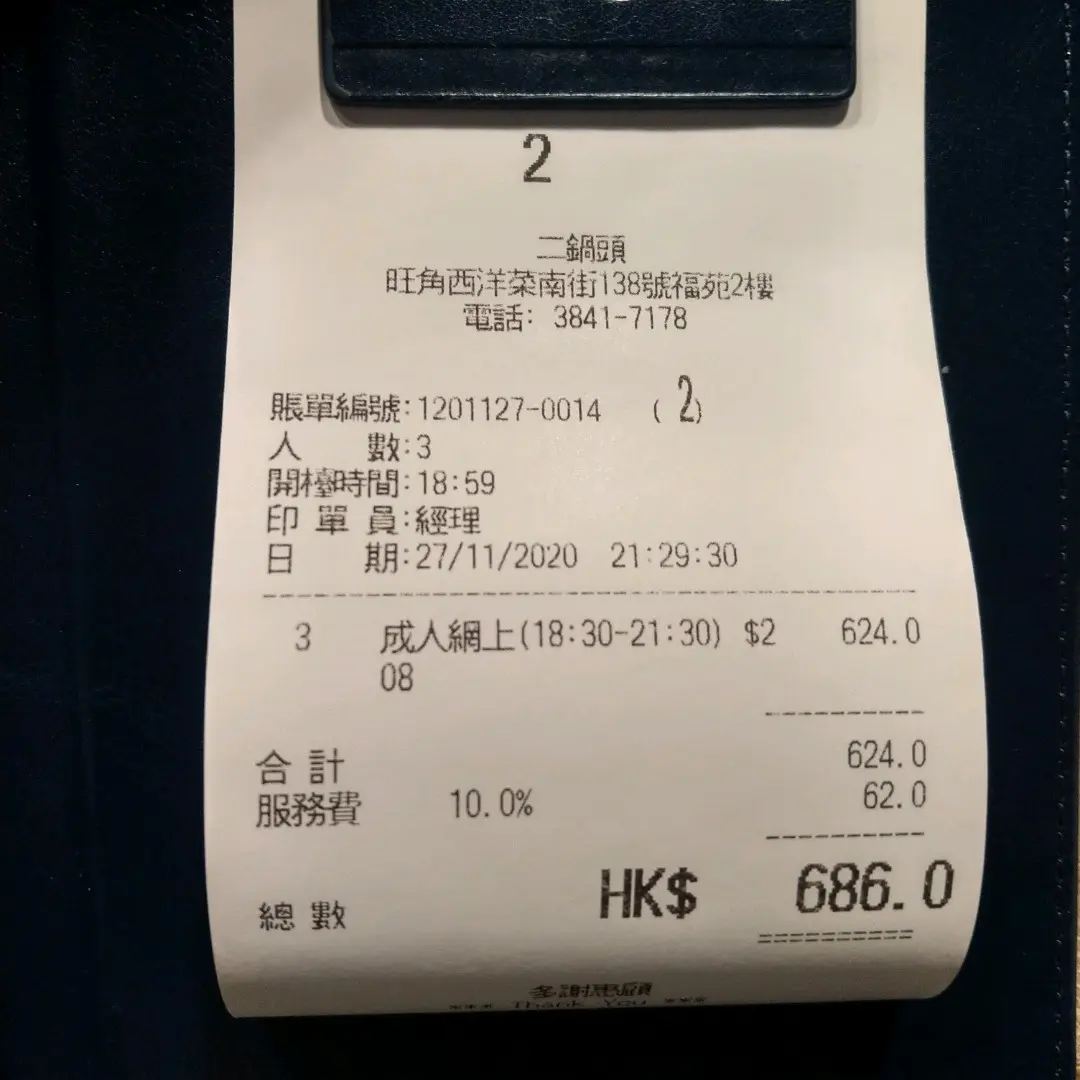 2
二鍋頭
旺角西洋菜南街138號福苑2樓
電話: 3841-7178
賬單編號:1201127-0014 (2)
人 數:3
開檯時間:18:59
印 單 員:經理
日 期:27/11/2020 21:29:30
3 成人網上(18:30-21:30) $2 624.0
08
合 計 624.0
服務費 10.0% 62.0
總 數 HK$ 686.0
多謝惠顧
*** Thank You ***